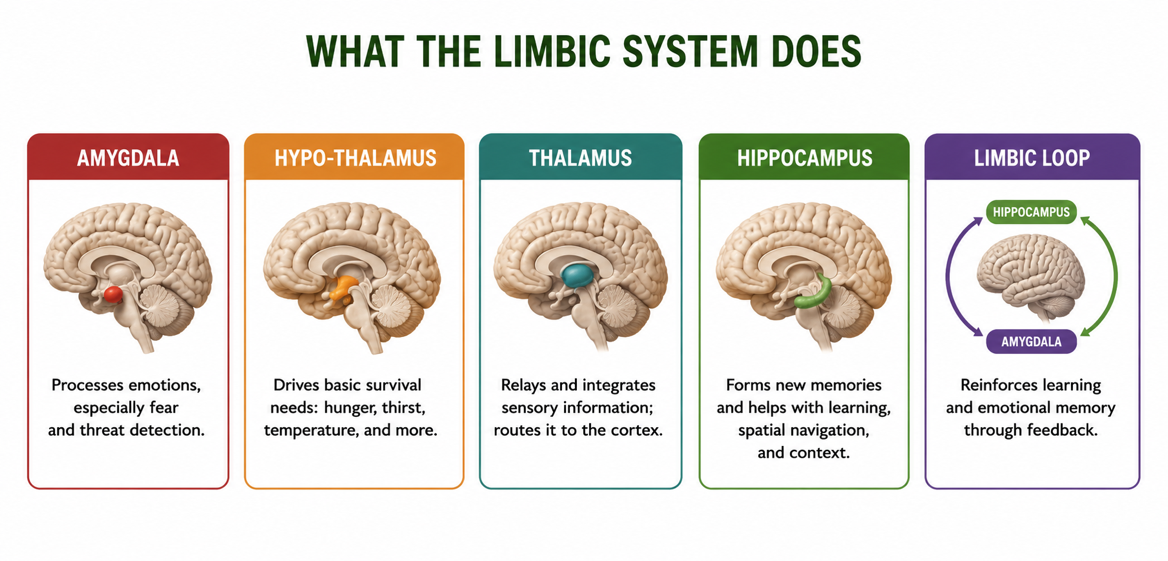 WHAT THE LIMBIC SYSTEM DOES
AMYGDALA
Processes emotions,
especially fear
and threat detection.
HYPO-THALAMUS
Drives basic survival
needs: hunger, thirst,
temperature, and more.
THALAMUS
Relays and integrates
sensory information;
routes it to the cortex.
HIPPOCAMPUS
Forms new memories
and helps with learning,
spatial navigation,
and context.
LIMBIC LOOP
HIPPOCAMPUS
AMYGDALA
Reinforces learning
and emotional memory
through feedback.